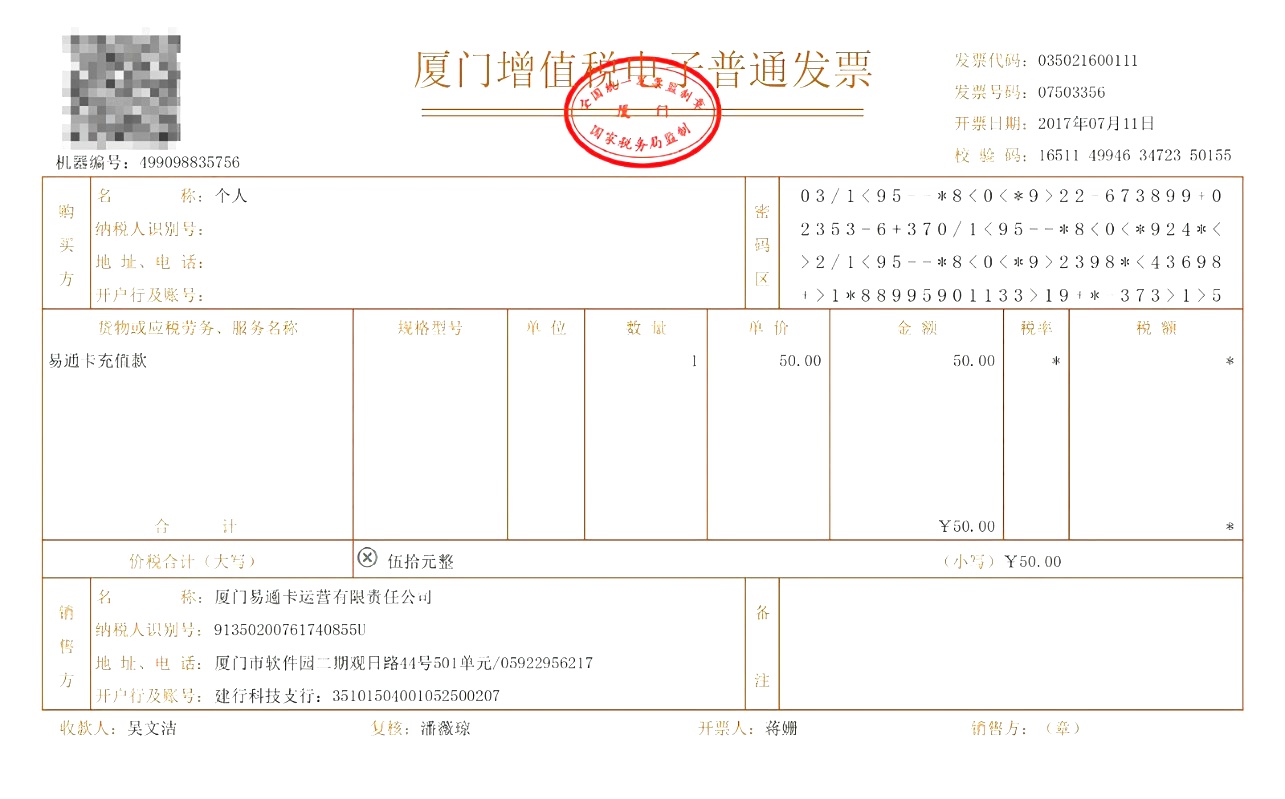 厦门增值税电子普通发票
全国统一发票监制章
厦 门
国家税务局监制
发票代码：035021600111
发票号码：07503356
开票日期：2017年07月11日
校 验 码：16511 49946 34723 50155
机器编号：499098835756
购买方
名 称：个人
纳税人识别号：
地 址、电 话：
开户行及账号：
密码区
03/1<95--*8<0<*9>22-673899+0
2353-6+370/1<95--*8<0<*924*<
>2/1<95--*8<0<*9>2398*<43698
+>1*88995901133>19+*-373>1>5
货物或应税劳务、服务名称 规格型号 单 位 数 量 单 价 金 额 税率 税 额
易通卡充值款 1 50.00 50.00 * *
合 计 ￥50.00 *
价税合计（大写） ⊗ 伍拾元整 （小写）￥50.00
销售方
名 称：厦门易通卡运营有限责任公司
纳税人识别号：91350200761740855U
地 址、电 话：厦门市软件园二期观日路44号501单元/05922956217
开户行及账号：建行科技支行：35101504001052500207
备注
收款人：吴文洁 复核：潘薇琼 开票人：蒋姗 销售方：（章）